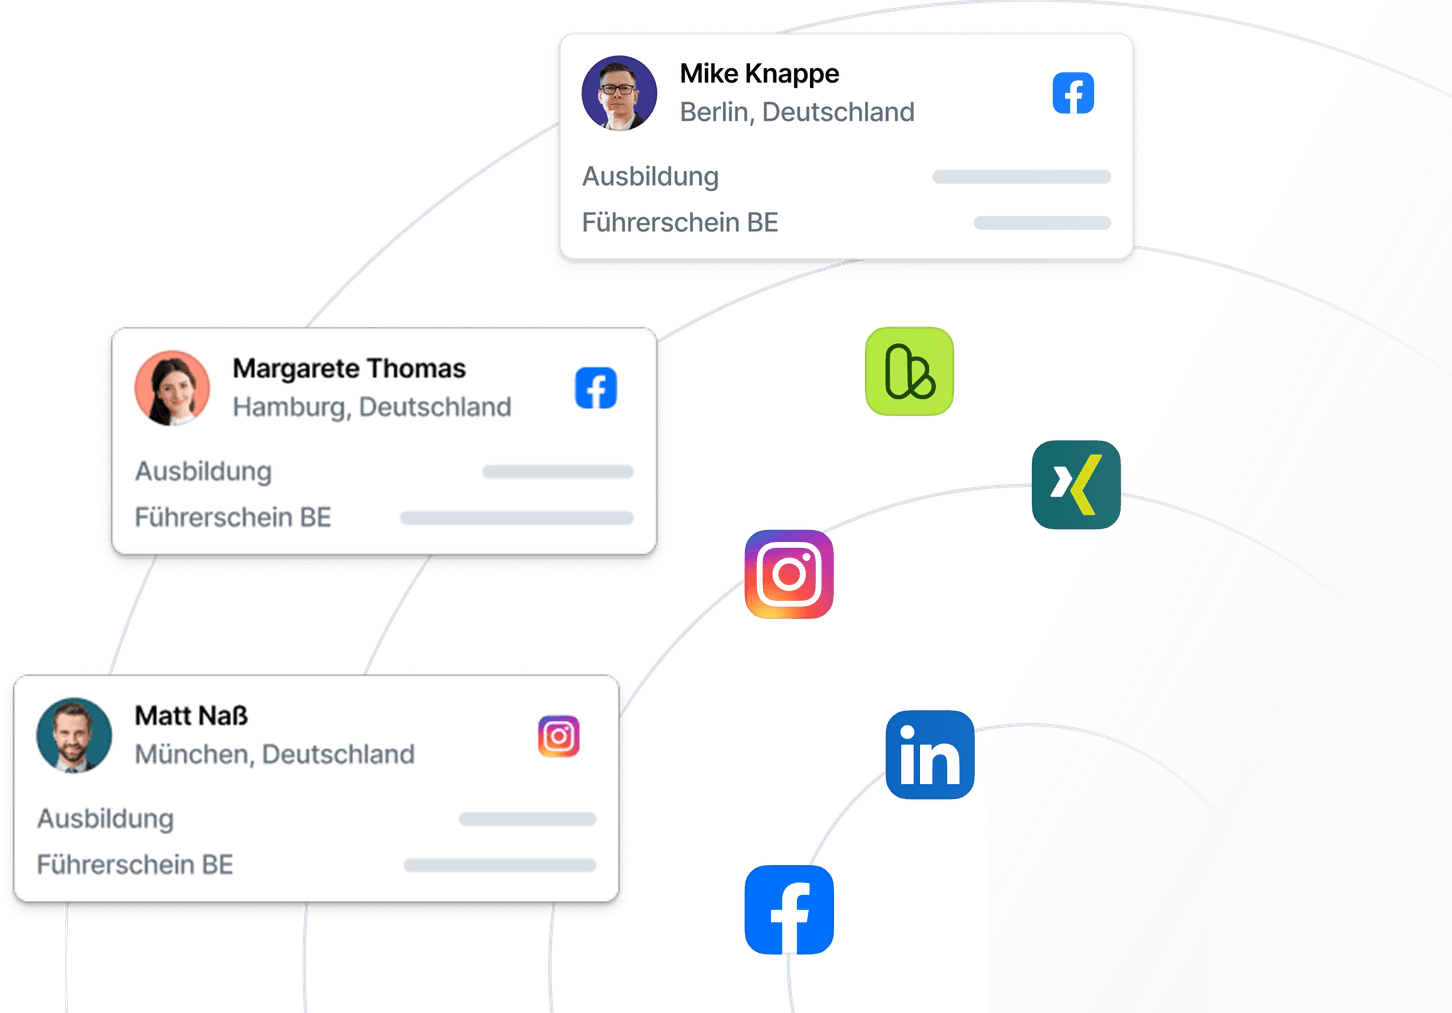 Mike Knappe
Berlin, Deutschland
Ausbildung
Führerschein BE
Margarete Thomas
Hamburg, Deutschland
Ausbildung
Führerschein BE
in
Matt Naß
München, Deutschland
Ausbildung
Führerschein BE